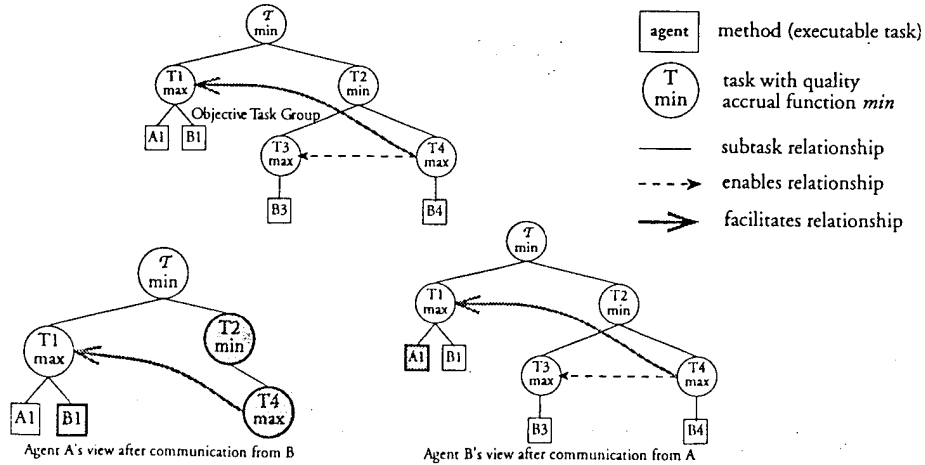 𝒯
min
T1
max
T2
min
A1
B1
Objective Task Group
T3
max
T4
max
B3
B4
agent
method (executable task)
T
min
task with quality
accrual function min
subtask relationship
enables relationship
facilitates relationship
𝒯
min
T1
max
T2
min
A1
B1
T4
max
Agent A's view after communication from B
𝒯
min
T1
max
T2
min
A1
B1
T3
max
T4
max
B3
B4
Agent B's view after communication from A